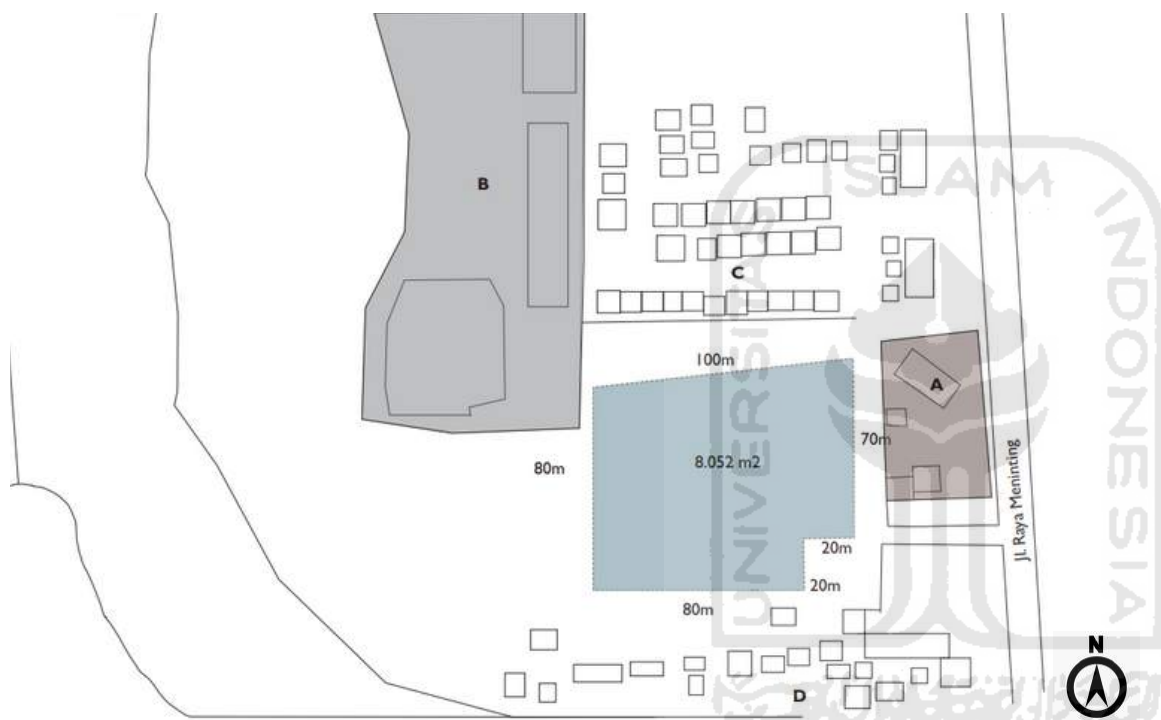 B
C
100m
A
70m
80m
8.052 m2
20m
20m
80m
D
Jl. Raya Meninting
N
ISLAM
UNIVERSITAS
INDONESIA